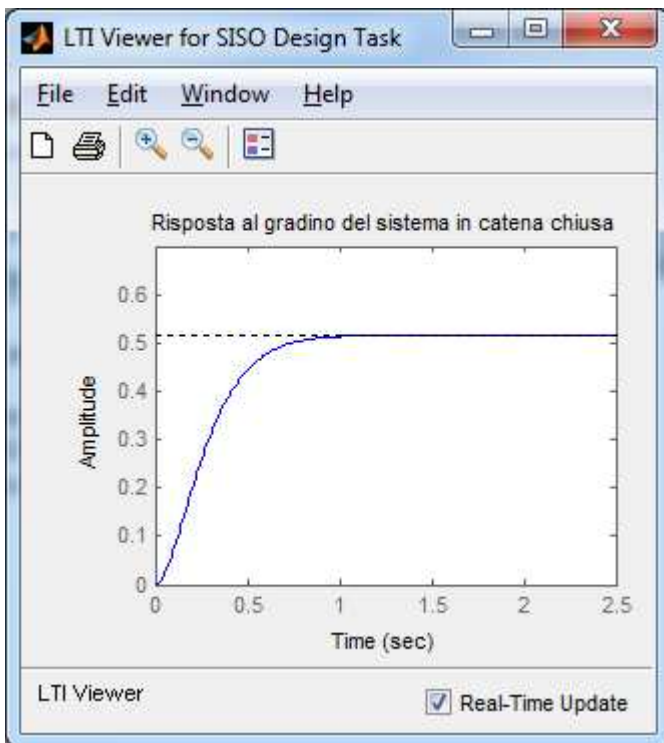 LTI Viewer for SISO Design Task
File Edit Window Help
Risposta al gradino del sistema in catena chiusa
0.6
0.5
0.4
0.3
0.2
0.1
0
Amplitude
0 0.5 1 1.5 2 2.5
Time (sec)
LTI Viewer
Real-Time Update